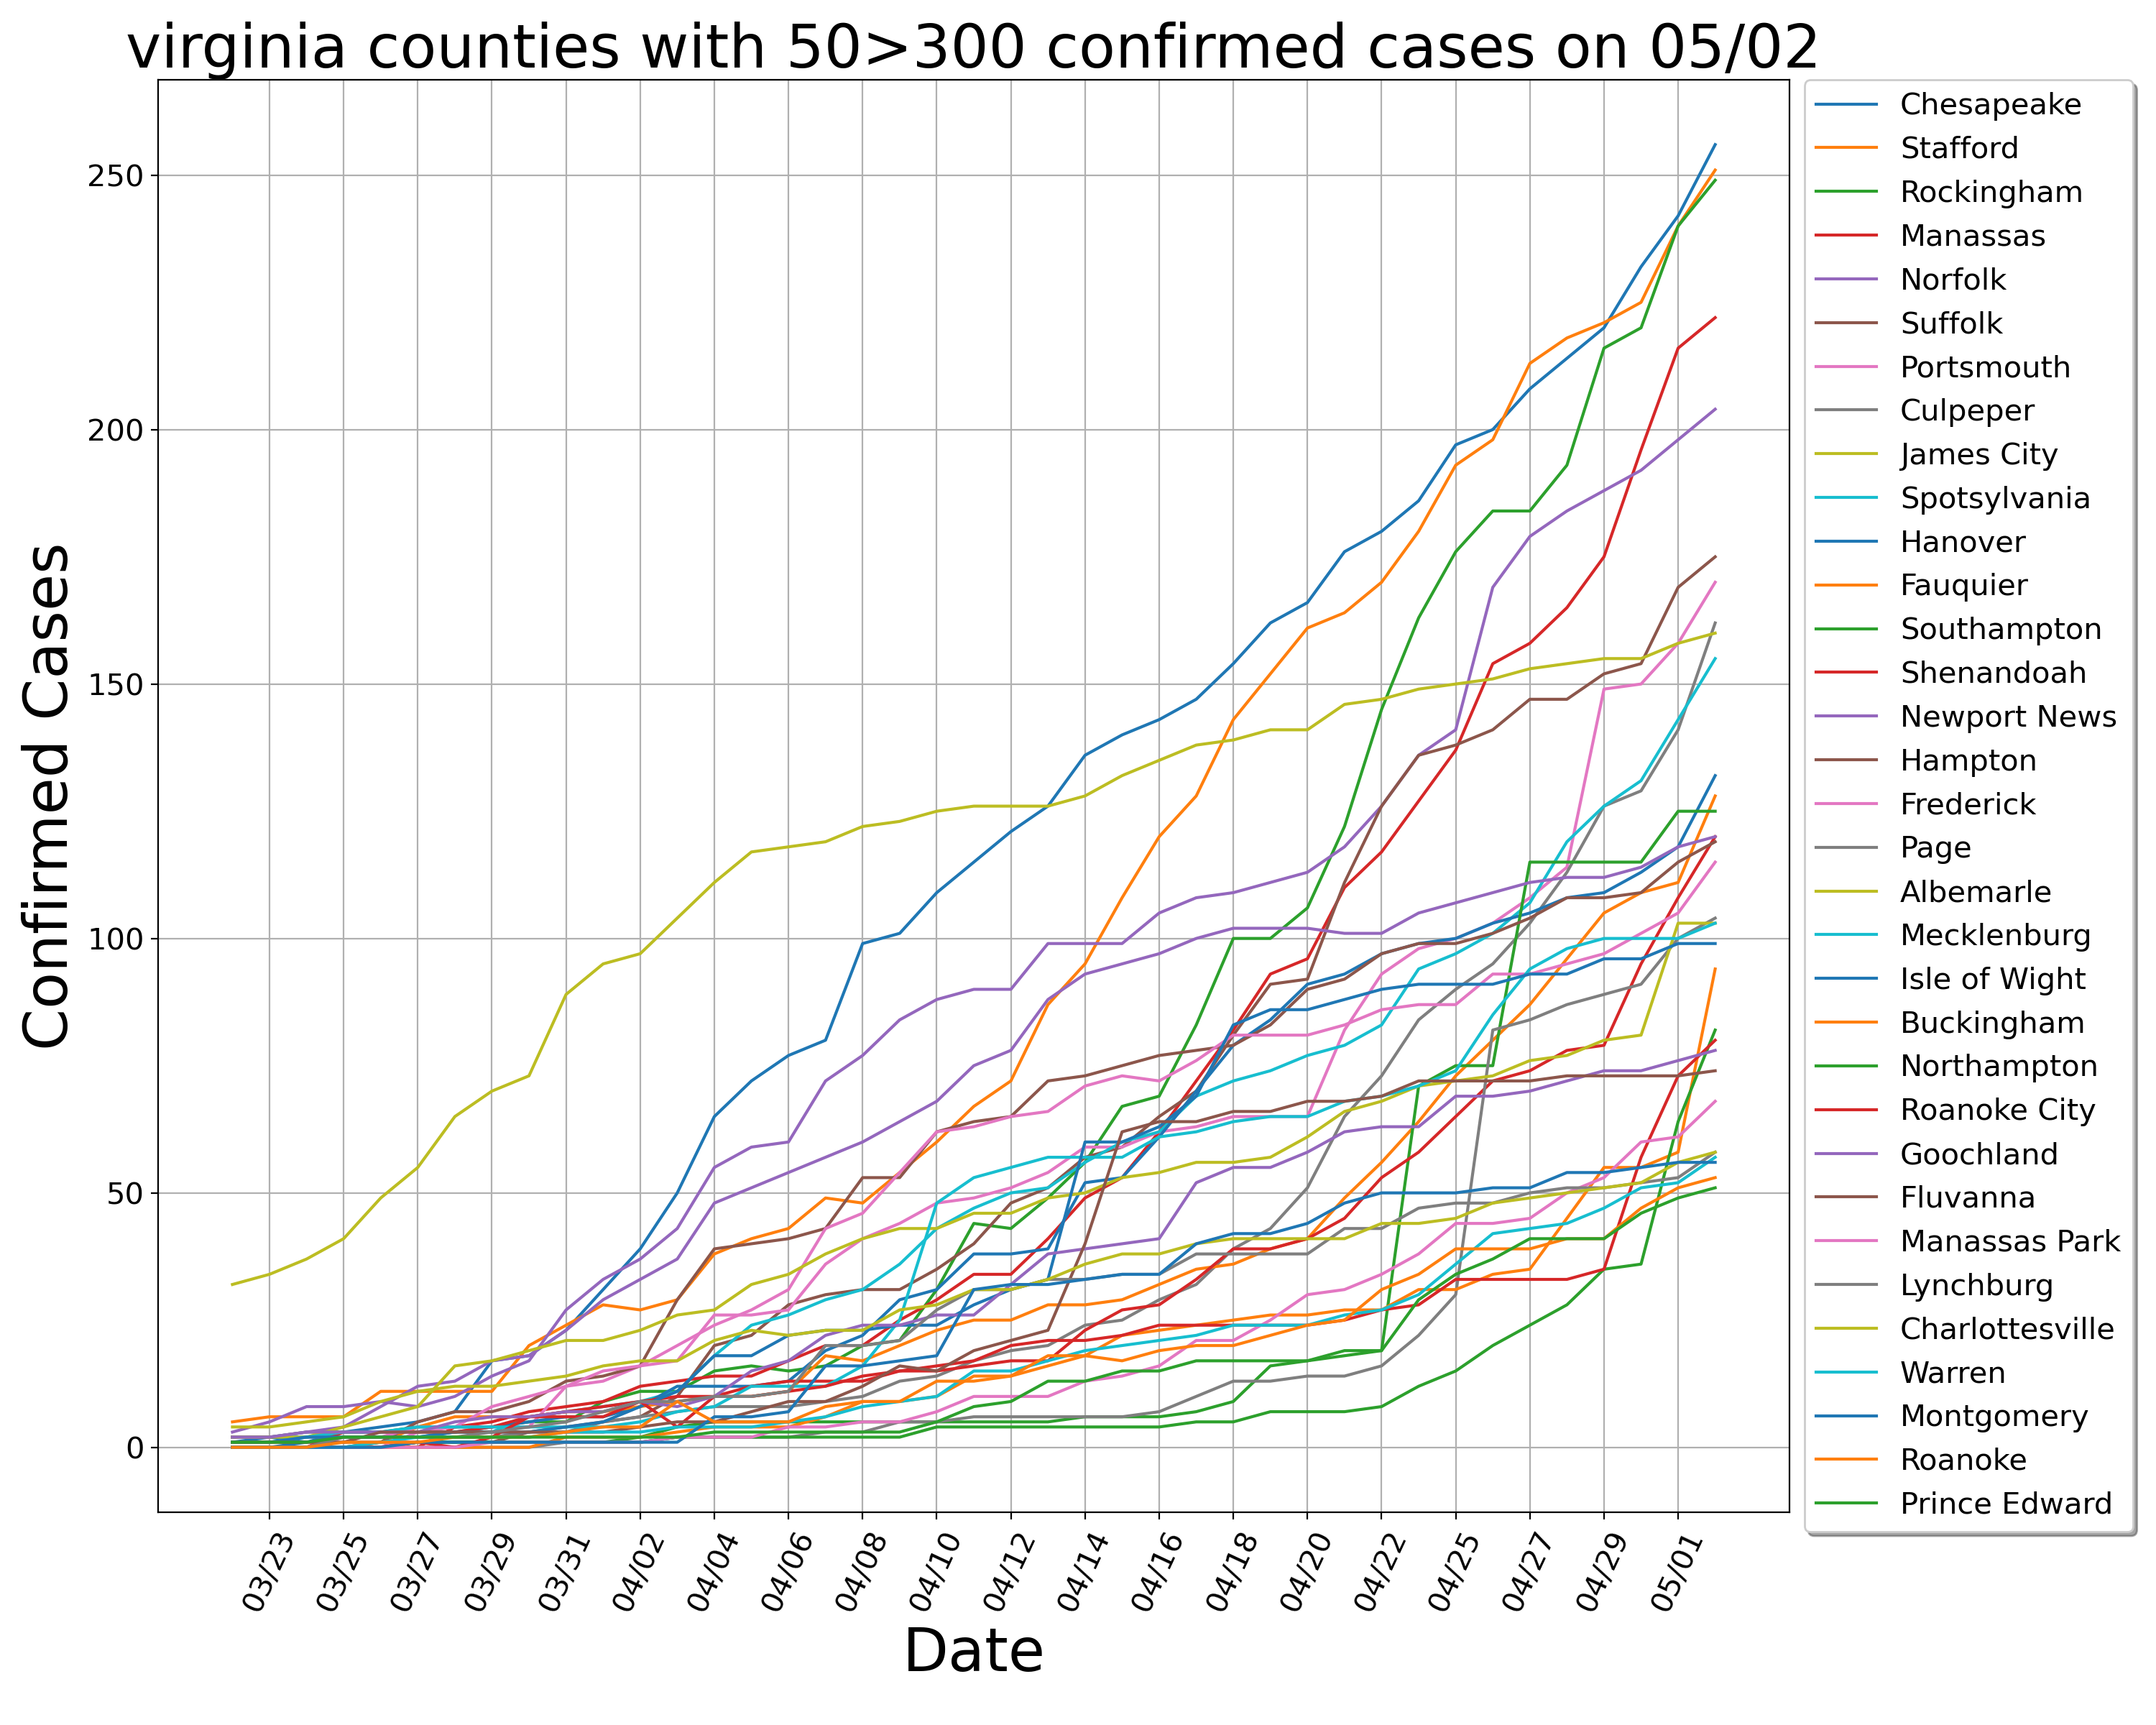 virginia counties with 50>300 confirmed cases on 05/02
Confirmed Cases
250
200
150
100
50
0
03/23
03/25
03/27
03/29
03/31
04/02
04/04
04/06
04/08
04/10
04/12
04/14
04/16
04/18
04/20
04/22
04/25
04/27
04/29
05/01
Date
Chesapeake
Stafford
Rockingham
Manassas
Norfolk
Suffolk
Portsmouth
Culpeper
James City
Spotsylvania
Hanover
Fauquier
Southampton
Shenandoah
Newport News
Hampton
Frederick
Page
Albemarle
Mecklenburg
Isle of Wight
Buckingham
Northampton
Roanoke City
Goochland
Fluvanna
Manassas Park
Lynchburg
Charlottesville
Warren
Montgomery
Roanoke
Prince Edward